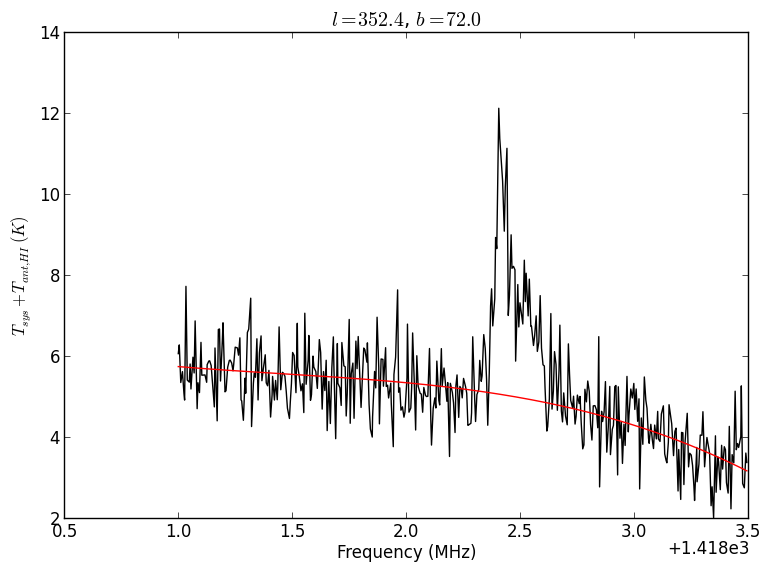 l = 352.4, b = 72.0
14
12
10
8
6
4
2
T_sys + T_ant,HI (K)
0.5 1.0 1.5 2.0 2.5 3.0 3.5
Frequency (MHz)
+1.418e3